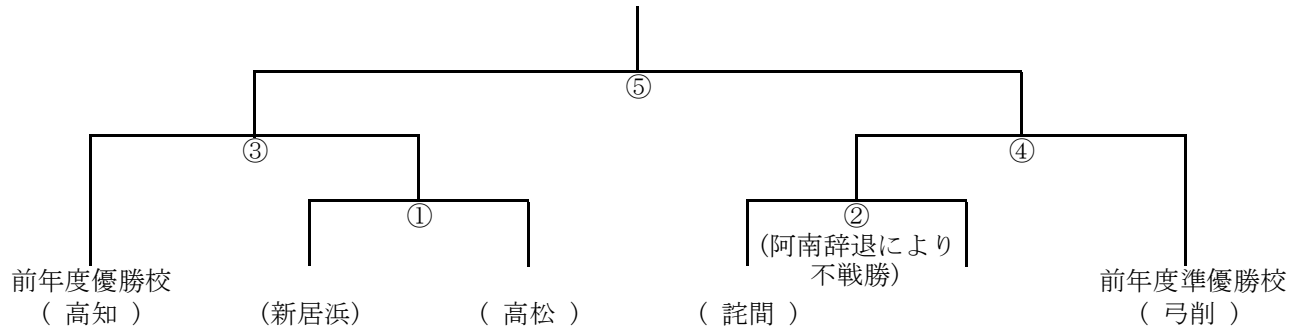 ⑤
③
④
①
②
(阿南辞退により
不戦勝)
前年度優勝校
( 高知 )
(新居浜)
( 高松 )
( 詫間 )
前年度準優勝校
( 弓削 )